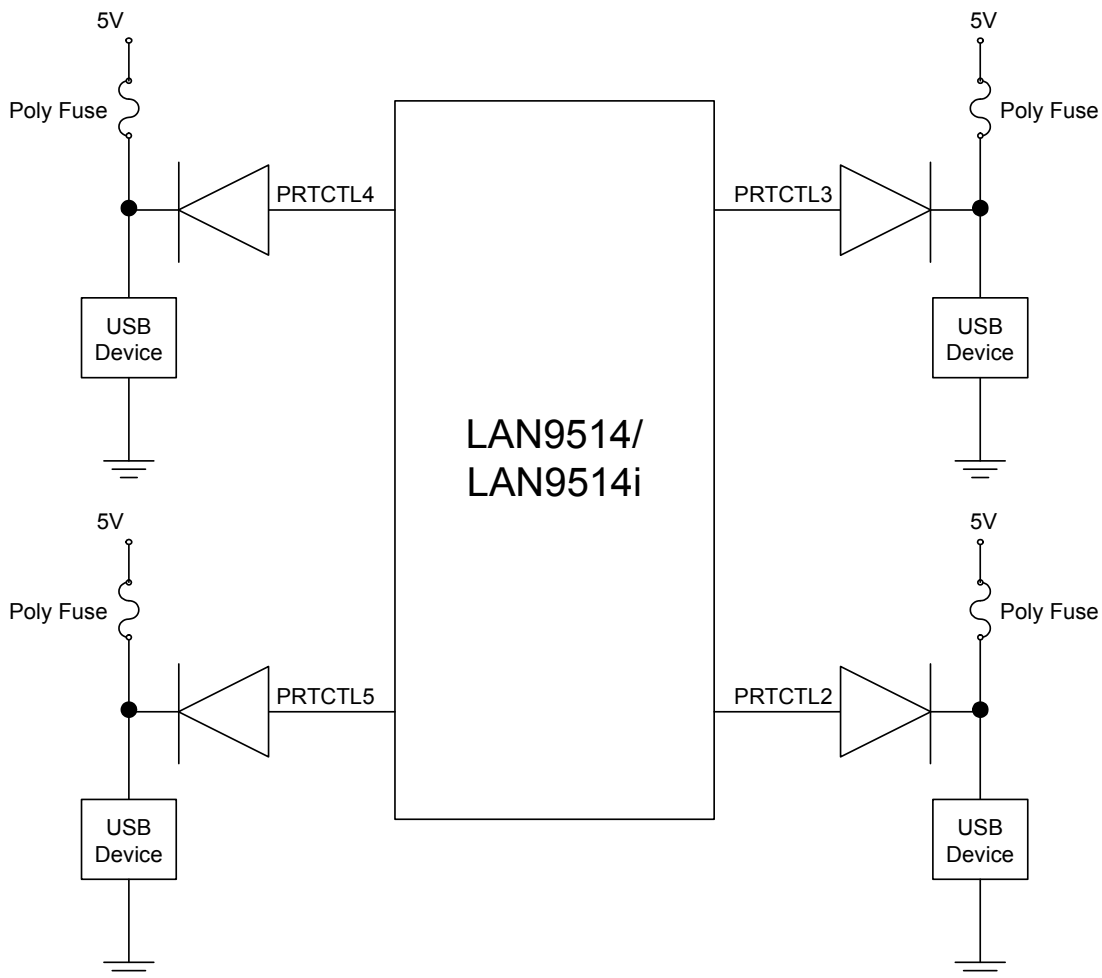 5V
5V
Poly Fuse
Poly Fuse
PRTCTL4
PRTCTL3
USB
Device
USB
Device
LAN9514/
LAN9514i
5V
5V
Poly Fuse
Poly Fuse
PRTCTL5
PRTCTL2
USB
Device
USB
Device